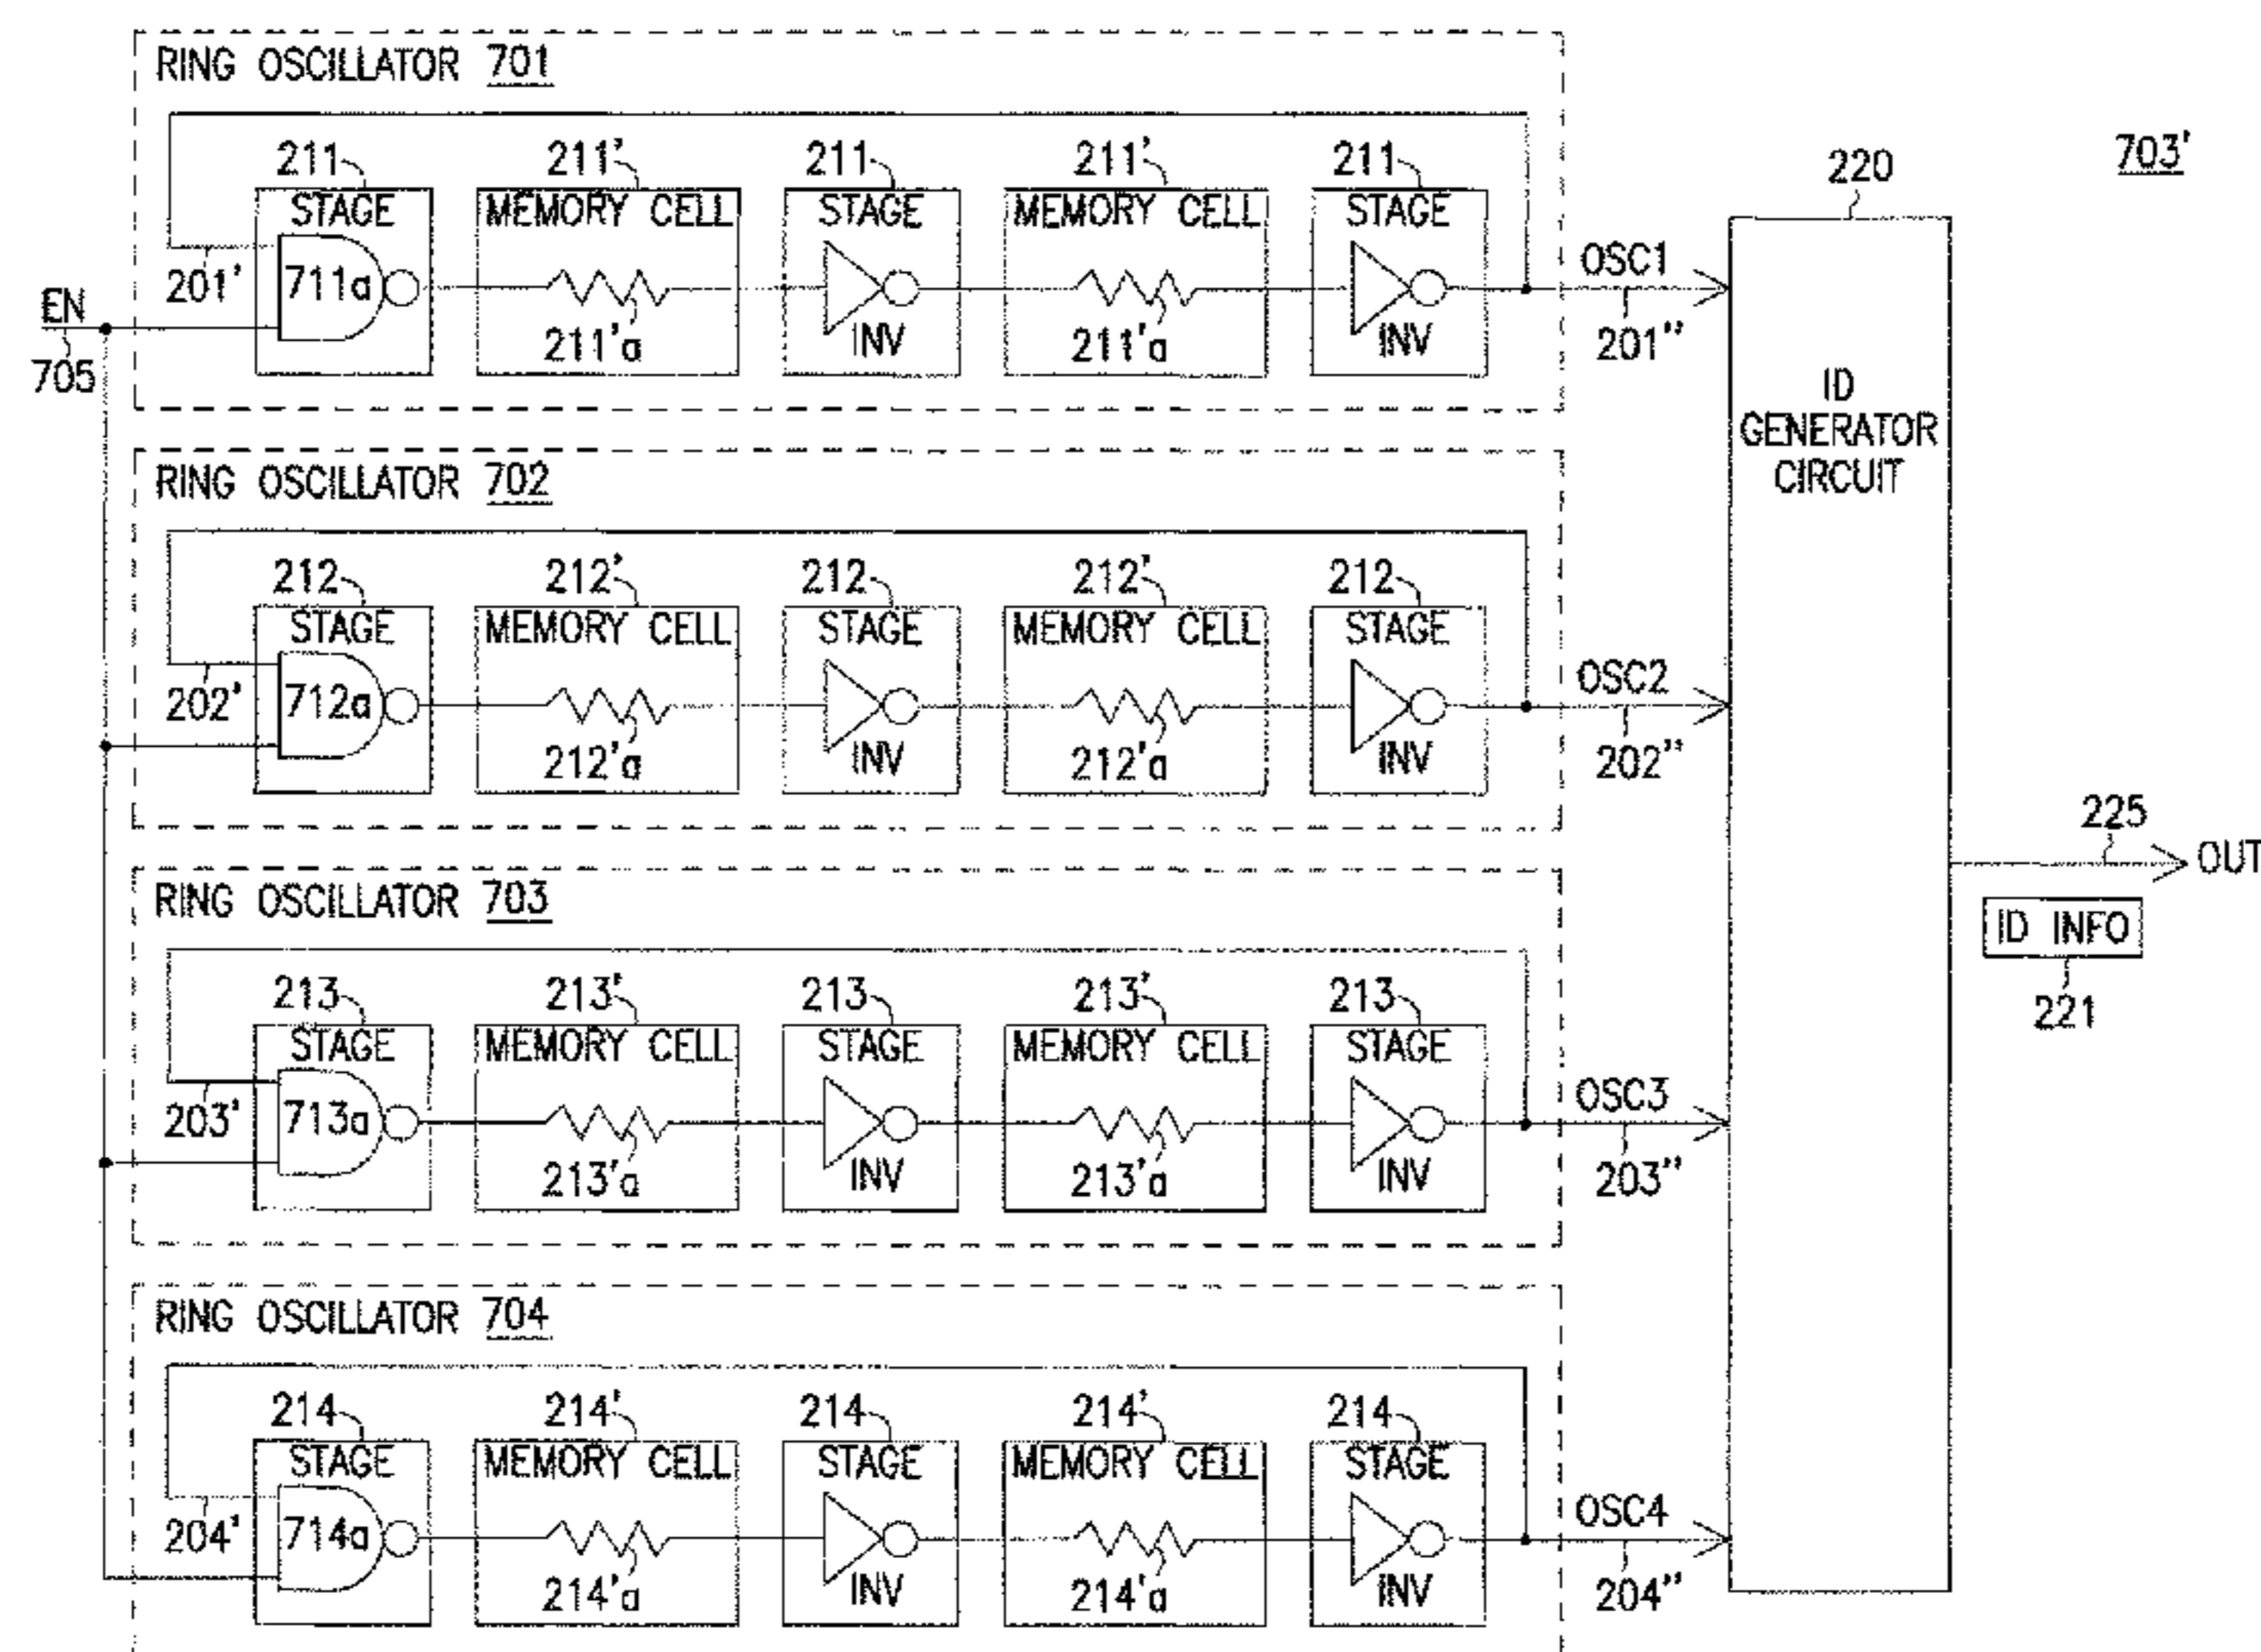 RING OSCILLATOR 701
703'
211 211' 211 211' 211
220
STAGE MEMORY CELL STAGE MEMORY CELL STAGE
201' 711a OSC1
EN
211'a INV 211'a INV 201"
705
ID
GENERATOR
CIRCUIT
RING OSCILLATOR 702
212 212' 212 212' 212
STAGE MEMORY CELL STAGE MEMORY CELL STAGE
202' 712a OSC2
212'a INV 212'a INV 202"
225
OUT
RING OSCILLATOR 703
ID INFO
221
213 213' 213 213' 213
STAGE MEMORY CELL STAGE MEMORY CELL STAGE
203' 713a OSC3
213'a INV 213'a INV 203"
RING OSCILLATOR 704
214 214' 214 214' 214
STAGE MEMORY CELL STAGE MEMORY CELL STAGE
204' 714a OSC4
214'a INV 214'a INV 204"